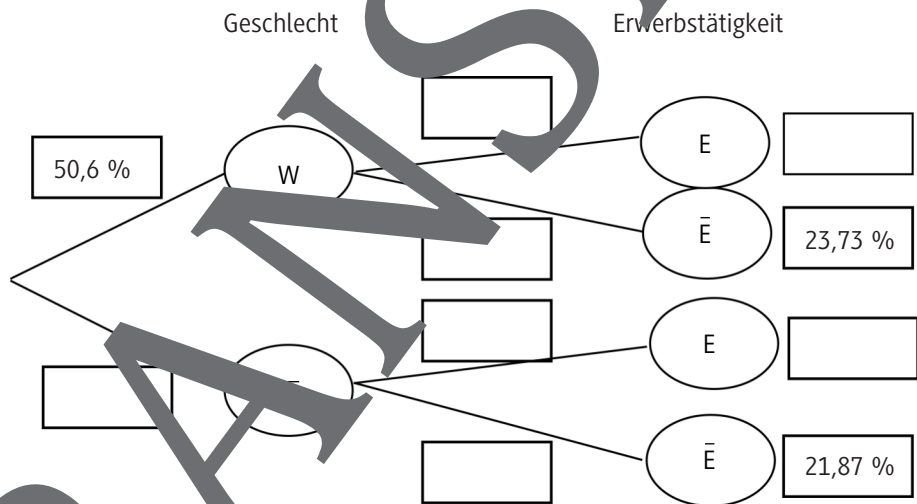 Geschlecht Erwerbstätigkeit
50,6 %
W
E
Ē
23,73 %
E
Ē
21,87 %